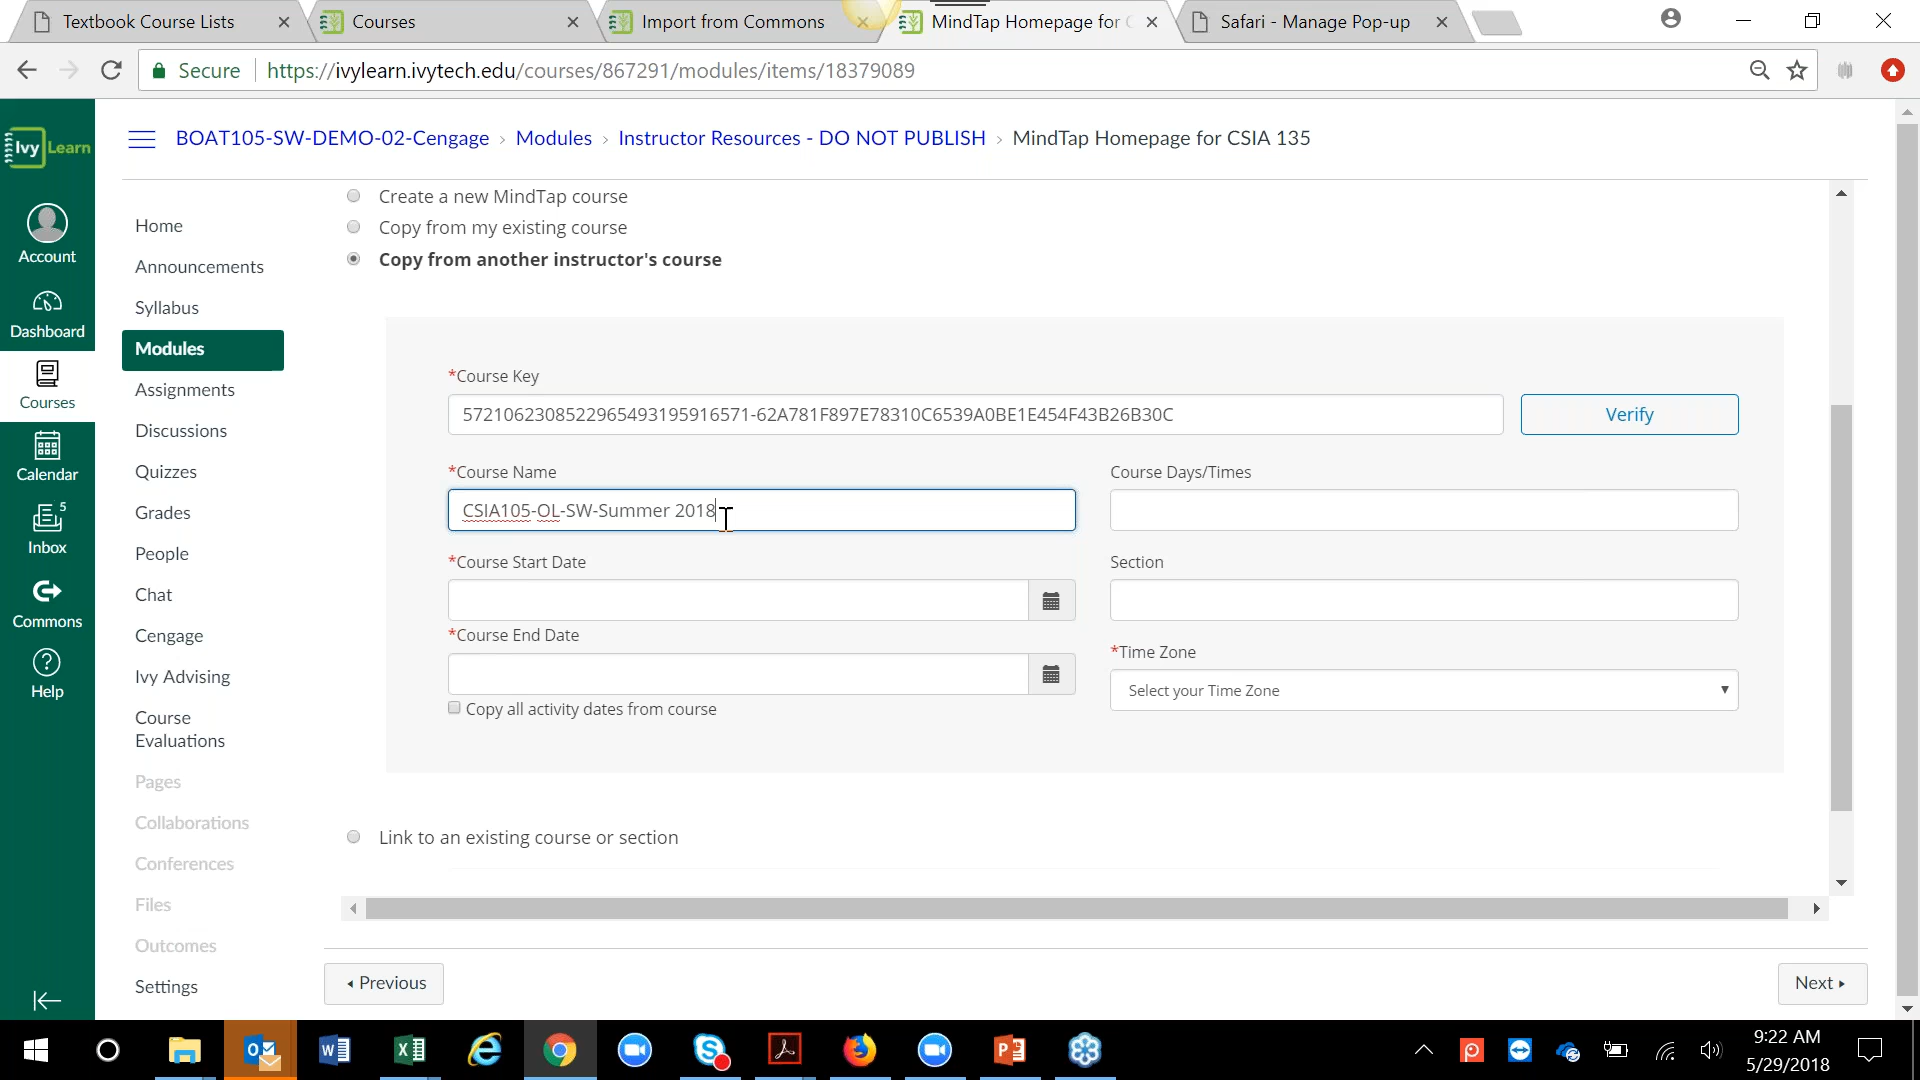 Textbook Course Lists
Courses
Import from Commons
MindTap Homepage for C
Safari - Manage Pop-up
Secure https://ivylearn.ivytech.edu/courses/867291/modules/items/18379089
Ivy Learn
BOAT105-SW-DEMO-02-Cengage › Modules › Instructor Resources - DO NOT PUBLISH › MindTap Homepage for CSIA 135
Account
Dashboard
Courses
Calendar
5
Inbox
Commons
Help
Home
Announcements
Syllabus
Modules
Assignments
Discussions
Quizzes
Grades
People
Chat
Cengage
Ivy Advising
Course
Evaluations
Pages
Collaborations
Conferences
Files
Outcomes
Settings
Create a new MindTap course
Copy from my existing course
Copy from another instructor's course
*Course Key
5721062308522965493195916571-62A781F897E78310C6539A0BE1E454F43B26B30C
Verify
*Course Name
CSIA105-OL-SW-Summer 2018
Course Days/Times
*Course Start Date
Section
*Course End Date
*Time Zone
Select your Time Zone
Copy all activity dates from course
Link to an existing course or section
Previous
Next
9:22 AM
5/29/2018